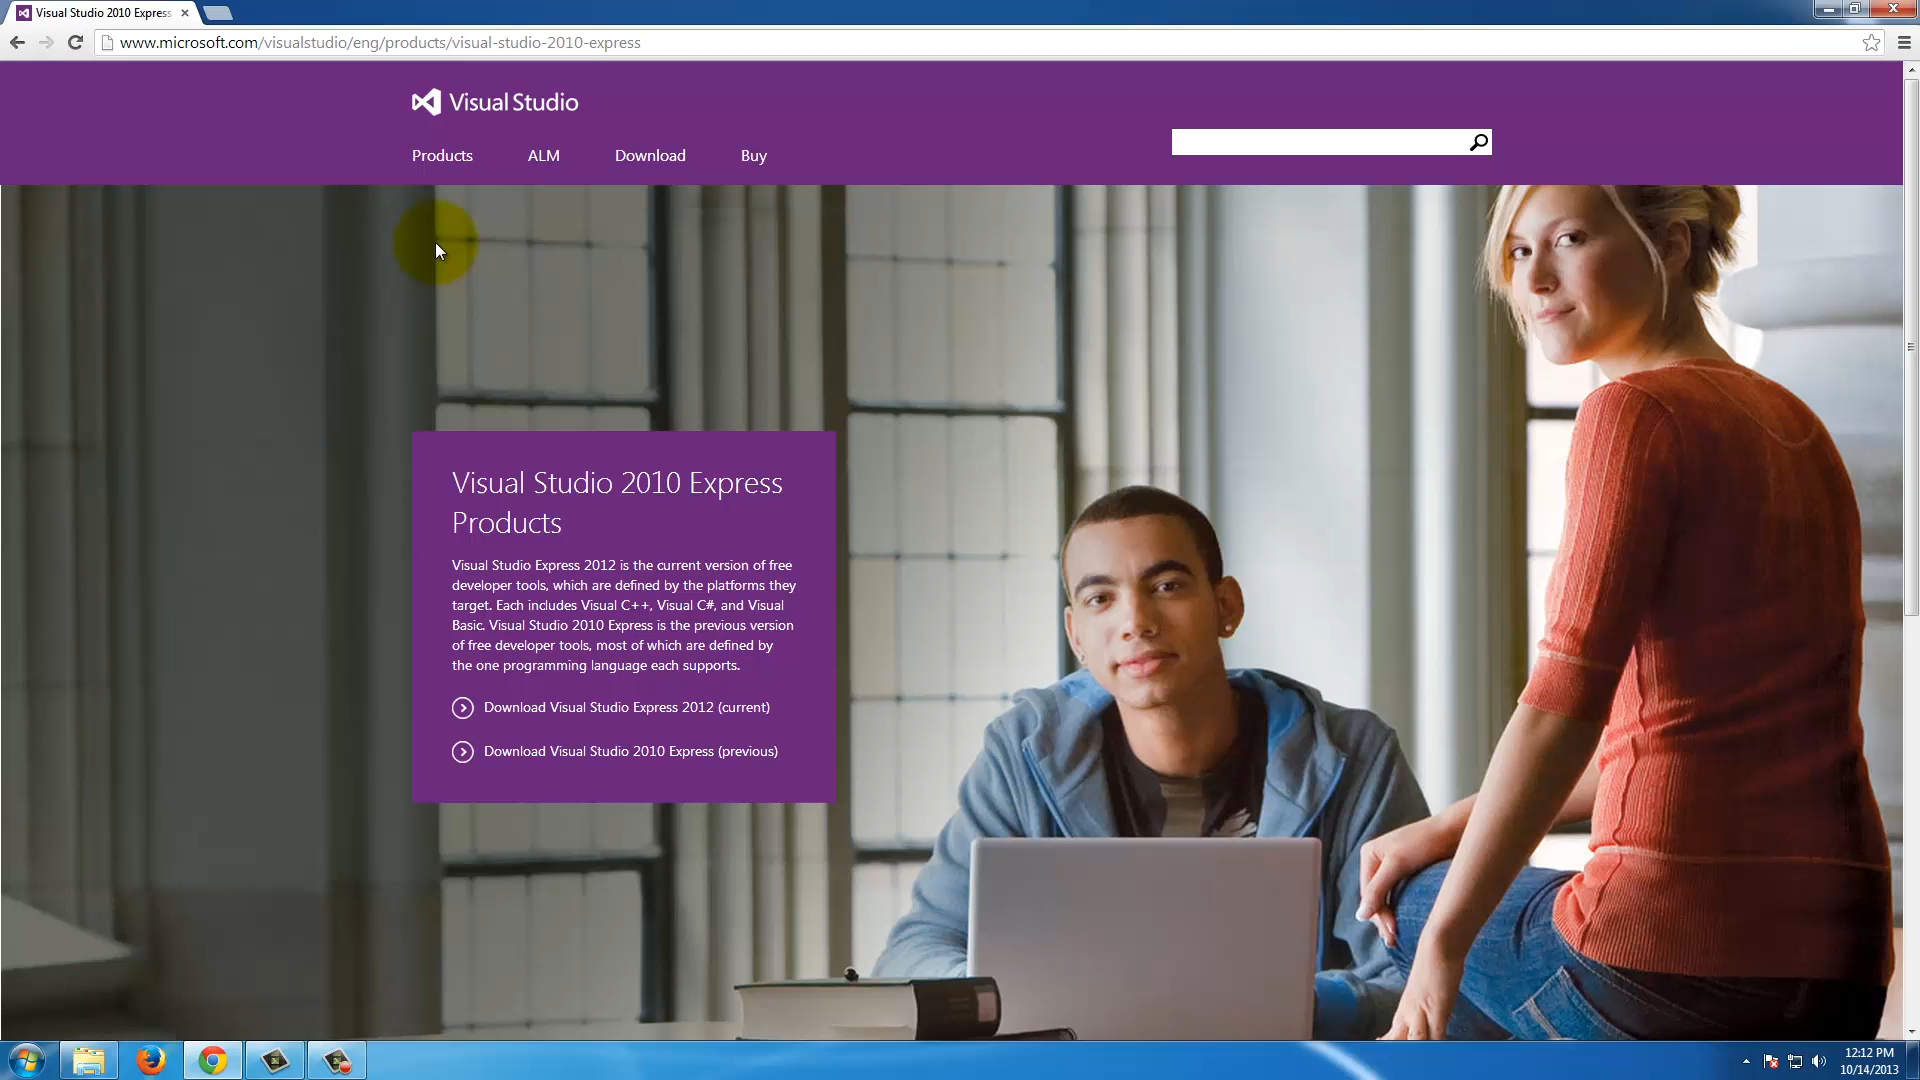 Visual Studio 2010 Express
www.microsoft.com/visualstudio/eng/products/visual-studio-2010-express
Visual Studio
Products ALM Download Buy
Visual Studio 2010 Express
Products
Visual Studio Express 2012 is the current version of free
developer tools, which are defined by the platforms they
target. Each includes Visual C++, Visual C#, and Visual
Basic. Visual Studio 2010 Express is the previous version
of free developer tools, most of which are defined by
the one programming language each supports.
Download Visual Studio Express 2012 (current)
Download Visual Studio 2010 Express (previous)
12:12 PM
10/14/2013